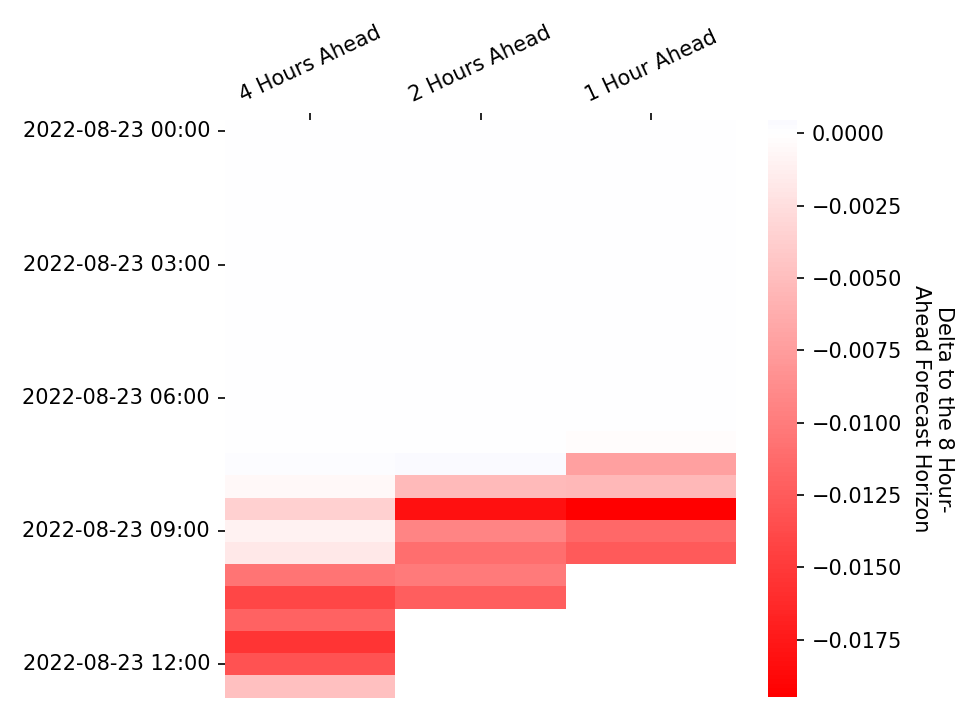 4 Hours Ahead
2 Hours Ahead
1 Hour Ahead
2022-08-23 00:00
2022-08-23 03:00
2022-08-23 06:00
2022-08-23 09:00
2022-08-23 12:00
0.0000
−0.0025
−0.0050
−0.0075
−0.0100
−0.0125
−0.0150
−0.0175
Delta to the 8 Hour-
Ahead Forecast Horizon